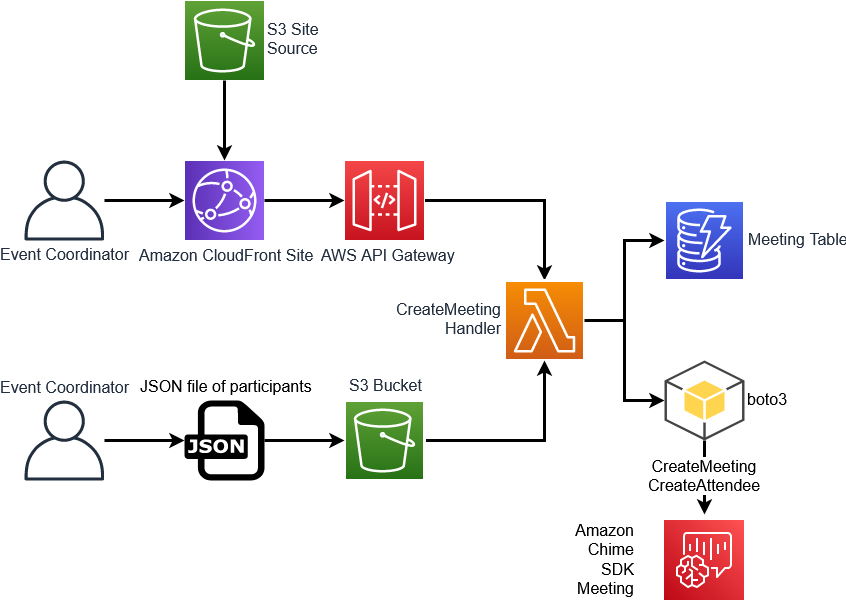 S3 Site
Source
Event Coordinator
Amazon CloudFront Site
AWS API Gateway
</>
Meeting Table
CreateMeeting
Handler
Event Coordinator
JSON file of participants
S3 Bucket
JSON
boto3
CreateMeeting
CreateAttendee
Amazon
Chime
SDK
Meeting